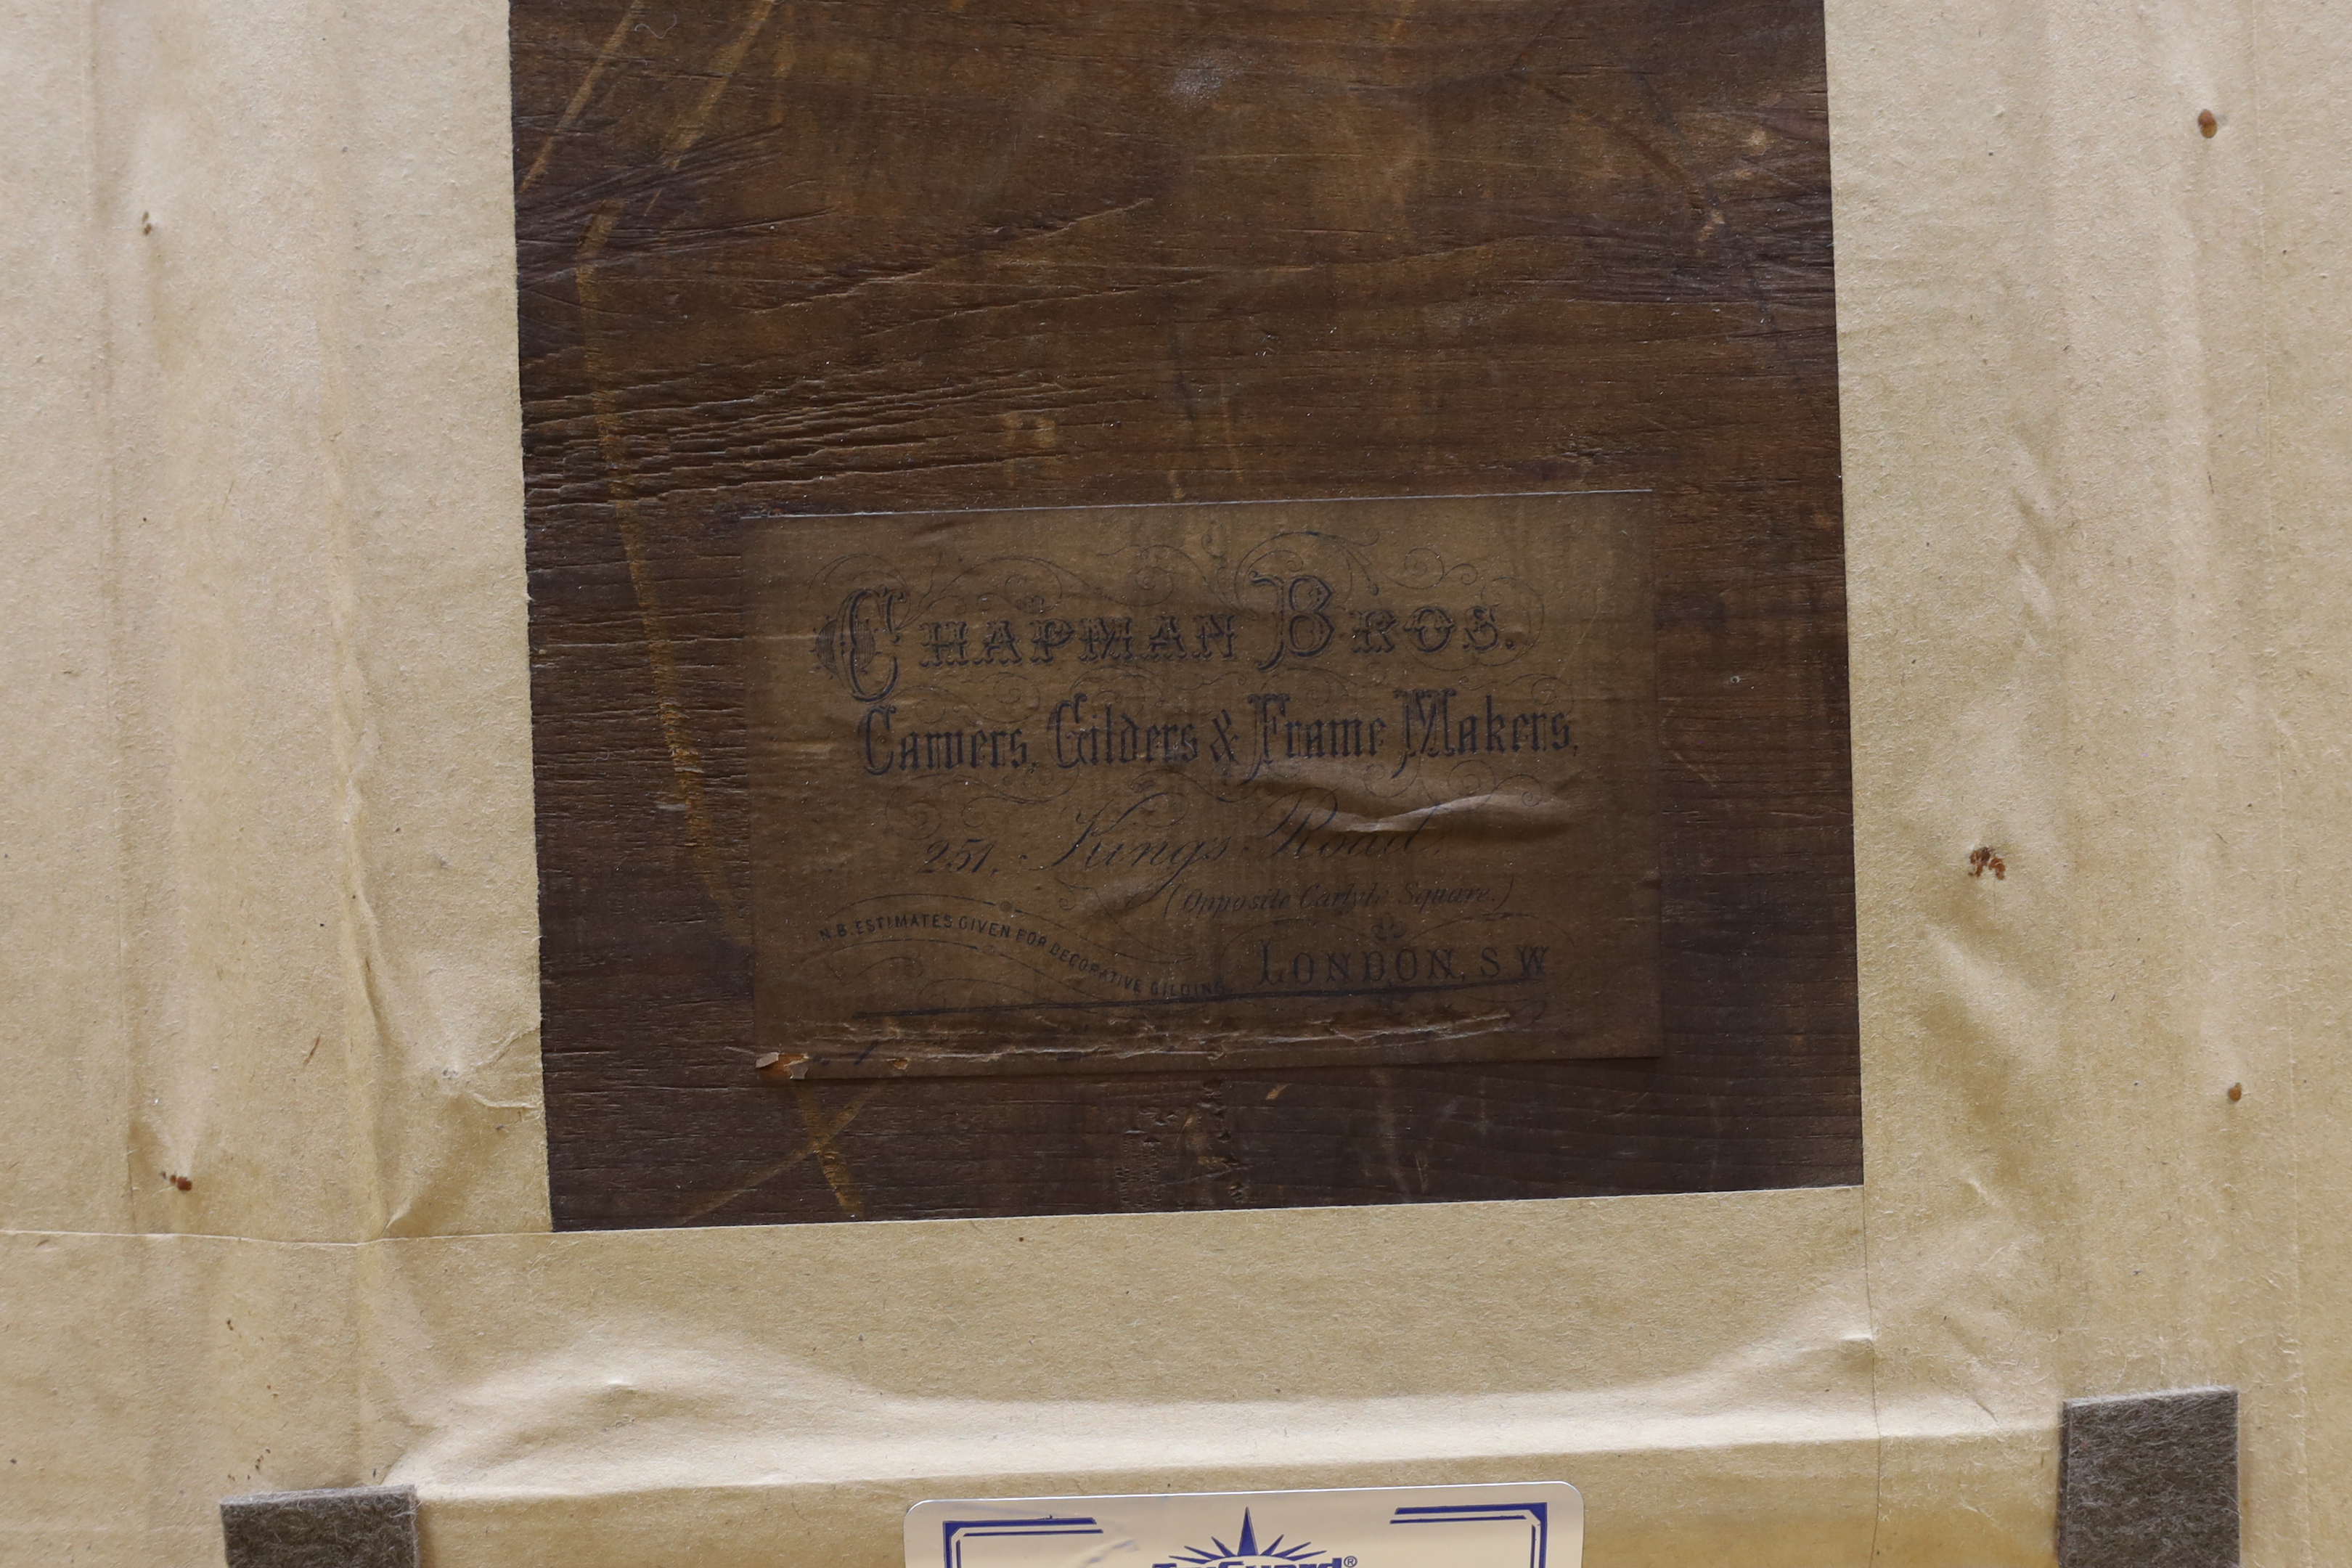 CHAPMAN BROS.
Carvers, Gilders & Frame Makers,
251, Kings Road.
(Opposite Carlyle Square.)
N.B. ESTIMATES GIVEN FOR DECORATIVE GILDING.
LONDON, S W